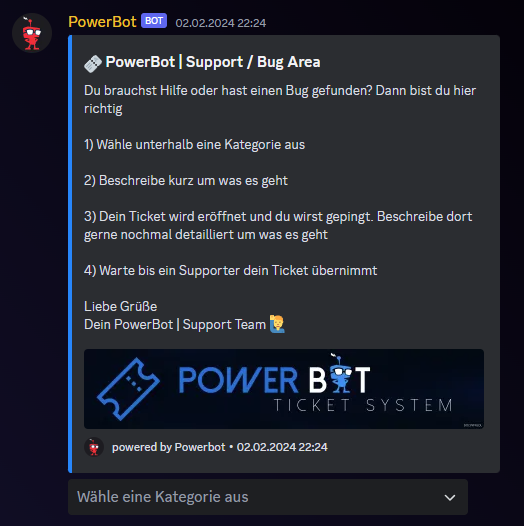 PowerBot BOT 02.02.2024 22:24
PowerBot | Support / Bug Area
Du brauchst Hilfe oder hast einen Bug gefunden? Dann bist du hier
richtig
1) Wähle unterhalb eine Kategorie aus
2) Beschreibe kurz um was es geht
3) Dein Ticket wird eröffnet und du wirst gepingt. Beschreibe dort
gerne nochmal detailliert um was es geht
4) Warte bis ein Supporter dein Ticket übernimmt
Liebe Grüße
Dein PowerBot | Support Team 🙋‍♂️
POWER BOT
TICKET SYSTEM
powered by Powerbot • 02.02.2024 22:24
Wähle eine Kategorie aus